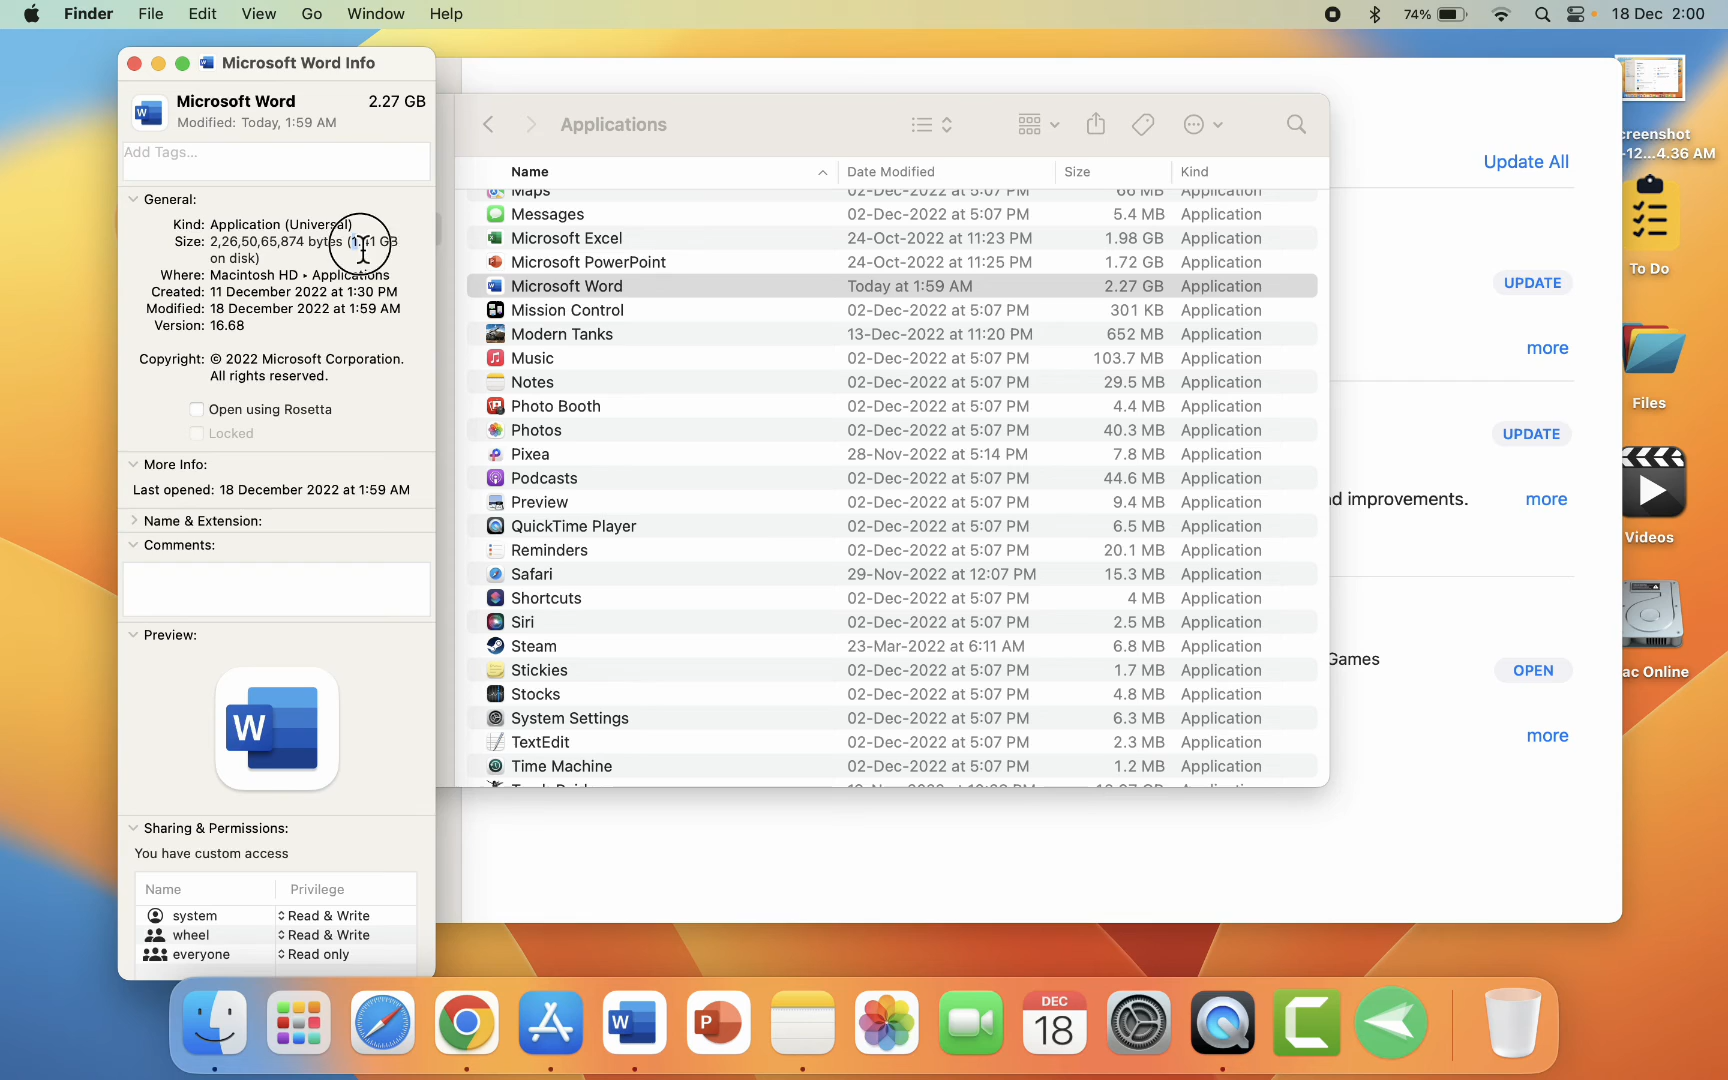 Finder File Edit View Go Window Help 74% 18 Dec 2:00
Microsoft Word Info
Microsoft Word 2.27 GB
Modified: Today, 1:59 AM
Add Tags...
General:
Kind: Application (Universal)
Size: 2,26,50,65,874 bytes GB
on disk)
Where: Macintosh HD ▸ Applications
Created: 11 December 2022 at 1:30 PM
Modified: 18 December 2022 at 1:59 AM
Version: 16.68
Copyright: © 2022 Microsoft Corporation.
All rights reserved.
Open using Rosetta
Locked
More Info:
Last opened: 18 December 2022 at 1:59 AM
Name & Extension:
Comments:
Preview:
W
Sharing & Permissions:
You have custom access
Name Privilege
system Read & Write
wheel Read & Write
everyone Read only
Applications
Name Date Modified Size Kind
Maps 02-Dec-2022 at 5:07 PM 66 MB Application
Messages 02-Dec-2022 at 5:07 PM 5.4 MB Application
Microsoft Excel 24-Oct-2022 at 11:23 PM 1.98 GB Application
Microsoft PowerPoint 24-Oct-2022 at 11:25 PM 1.72 GB Application
Microsoft Word Today at 1:59 AM 2.27 GB Application
Mission Control 02-Dec-2022 at 5:07 PM 301 KB Application
Modern Tanks 13-Dec-2022 at 11:20 PM 652 MB Application
Music 02-Dec-2022 at 5:07 PM 103.7 MB Application
Notes 02-Dec-2022 at 5:07 PM 29.5 MB Application
Photo Booth 02-Dec-2022 at 5:07 PM 4.4 MB Application
Photos 02-Dec-2022 at 5:07 PM 40.3 MB Application
Pixea 28-Nov-2022 at 5:14 PM 7.8 MB Application
Podcasts 02-Dec-2022 at 5:07 PM 44.6 MB Application
Preview 02-Dec-2022 at 5:07 PM 9.4 MB Application
QuickTime Player 02-Dec-2022 at 5:07 PM 6.5 MB Application
Reminders 02-Dec-2022 at 5:07 PM 20.1 MB Application
Safari 29-Nov-2022 at 12:07 PM 15.3 MB Application
Shortcuts 02-Dec-2022 at 5:07 PM 4 MB Application
Siri 02-Dec-2022 at 5:07 PM 2.5 MB Application
Steam 23-Mar-2022 at 6:11 AM 6.8 MB Application
Stickies 02-Dec-2022 at 5:07 PM 1.7 MB Application
Stocks 02-Dec-2022 at 5:07 PM 4.8 MB Application
System Settings 02-Dec-2022 at 5:07 PM 6.3 MB Application
TextEdit 02-Dec-2022 at 5:07 PM 2.3 MB Application
Time Machine 02-Dec-2022 at 5:07 PM 1.2 MB Application
Update All
UPDATE
more
UPDATE
nd improvements. more
Games
OPEN
more
creenshot
-12...4.36 AM
To Do
Files
Videos
ac Online
W
P
DEC
18